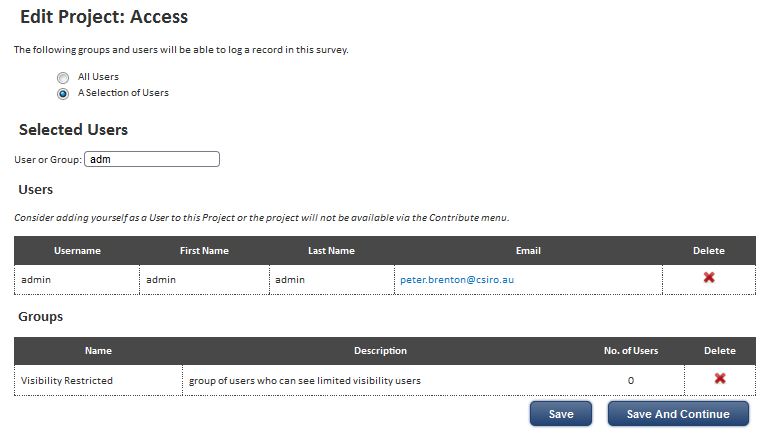 Edit Project: Access
The following groups and users will be able to log a record in this survey.
All Users
A Selection of Users
Selected Users
User or Group: adm
Users
Consider adding yourself as a User to this Project or the project will not be available via the Contribute menu.
Username First Name Last Name Email Delete
admin admin admin peter.brenton@csiro.au
Groups
Name Description No. of Users Delete
Visibility Restricted group of users who can see limited visibility users 0
Save Save And Continue